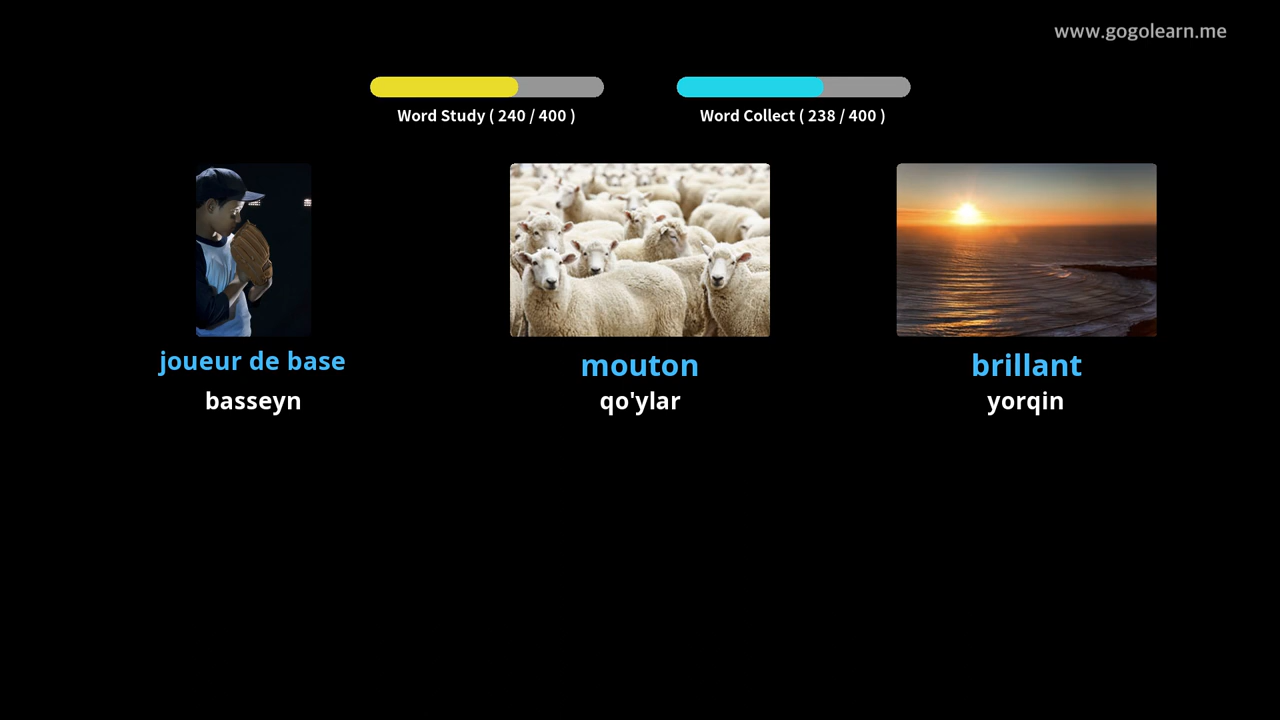 www.gogolearn.me
Word Study ( 240 / 400 )
Word Collect ( 238 / 400 )
joueur de base
mouton
brillant
basseyn
qo'ylar
yorqin